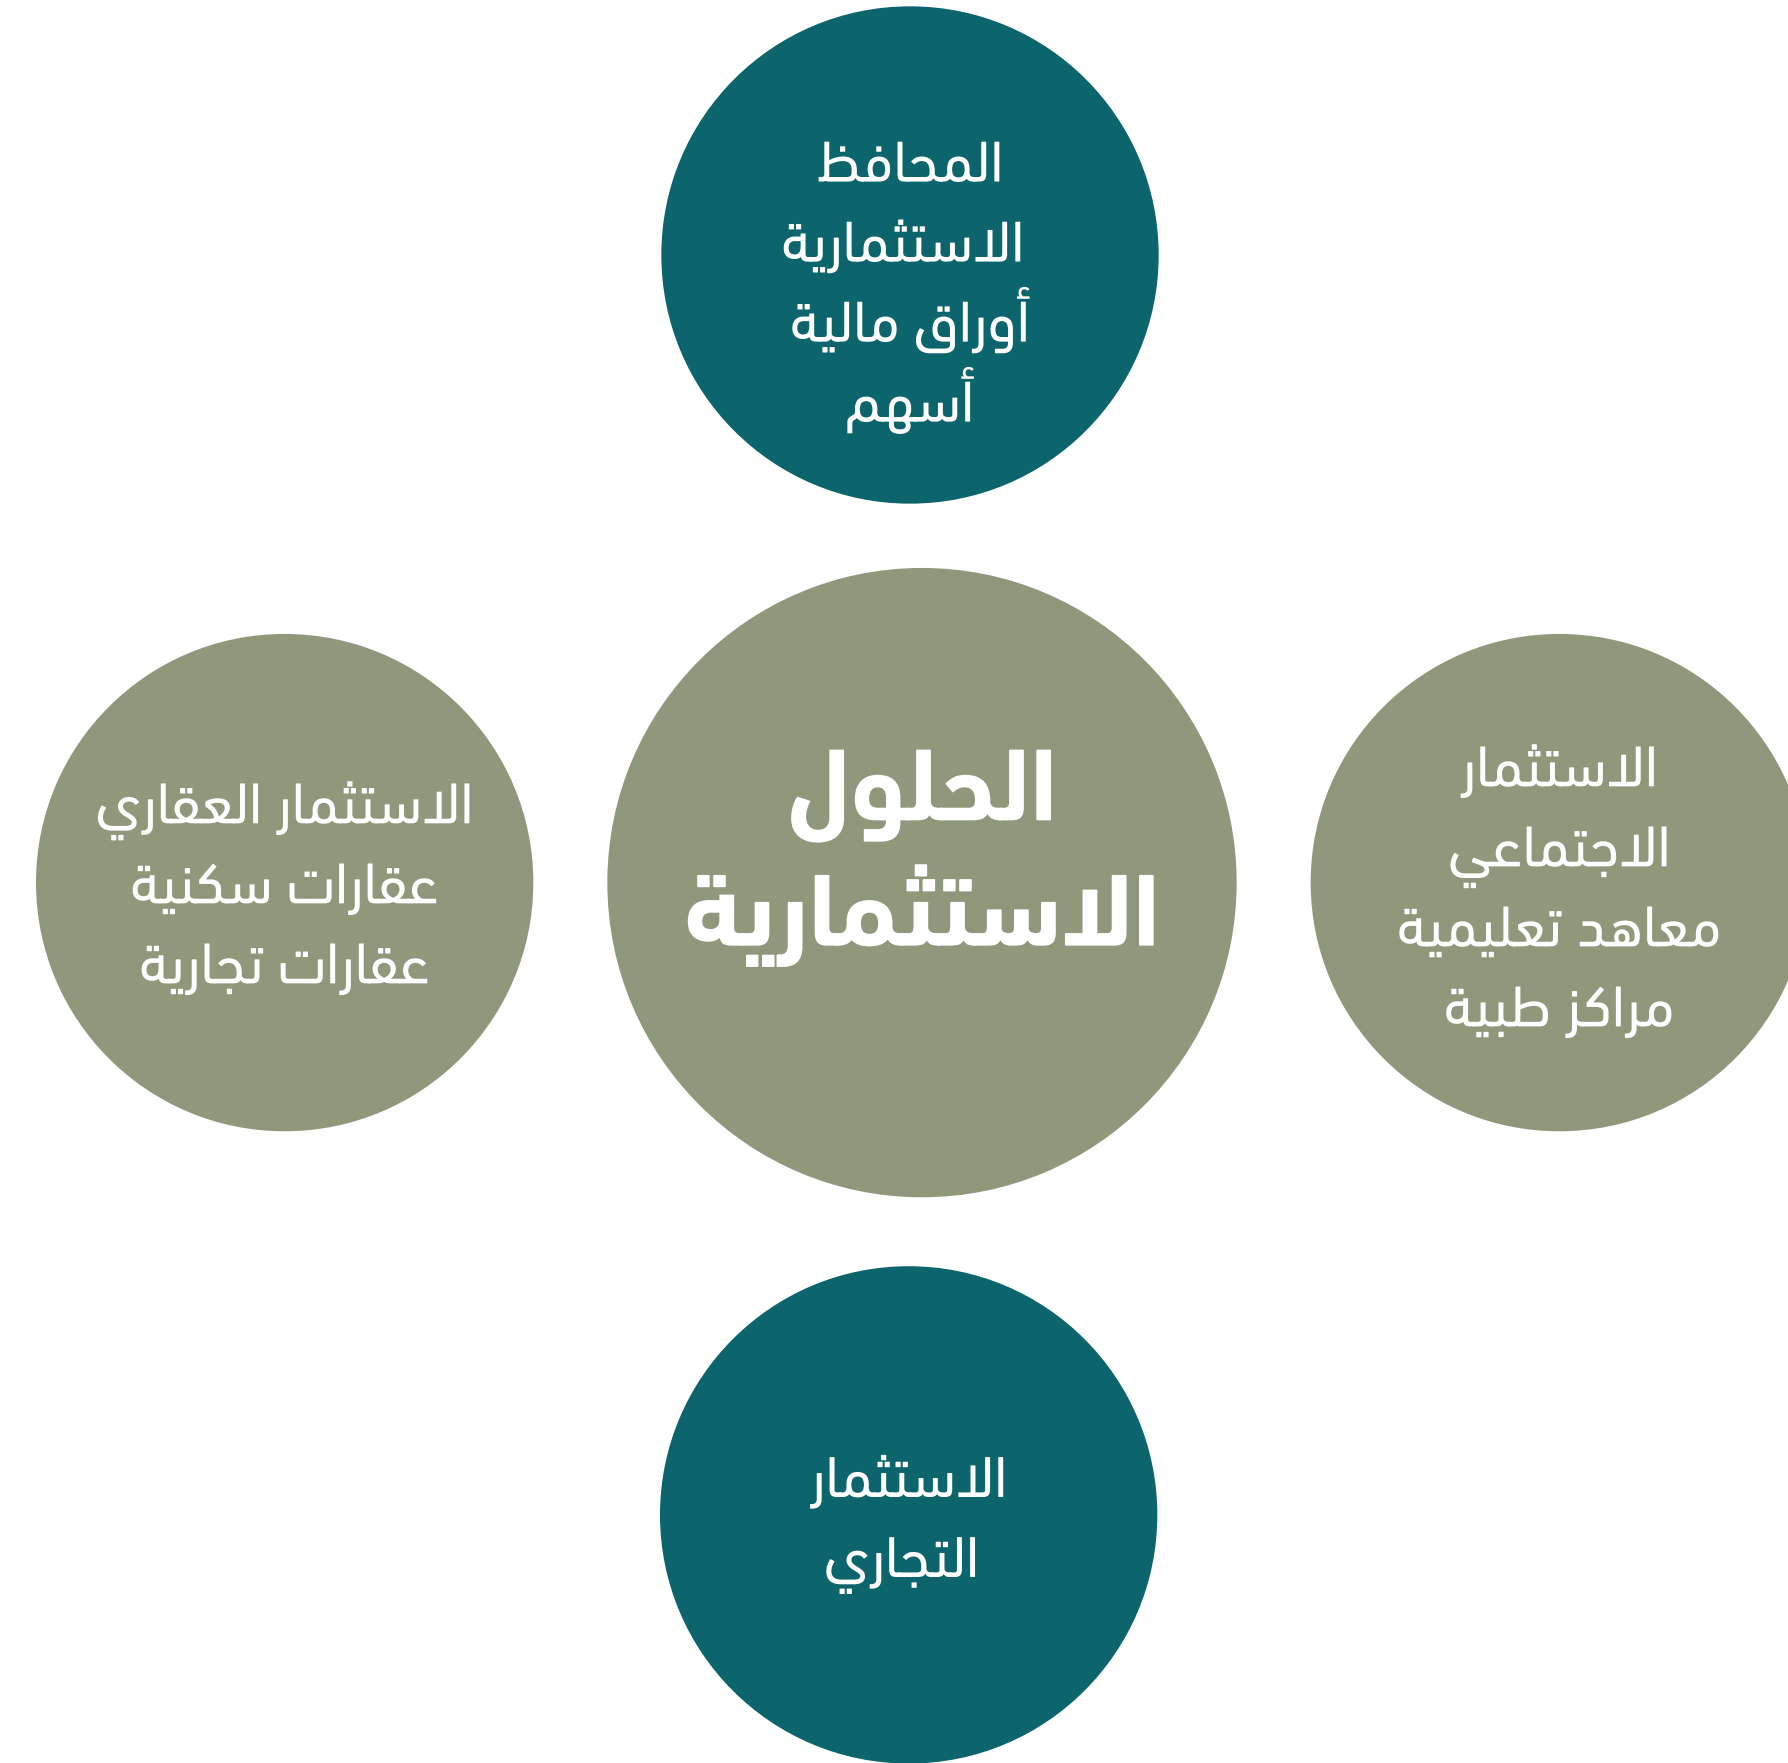 المحافظ
الاستثمارية
أوراق مالية
أسهم
الحلول
الاستثمارية
الاستثمار
الاجتماعي
معاهد تعليمية
مراكز طبية
الاستثمار العقاري
عقارات سكنية
عقارات تجارية
الاستثمار
التجاري